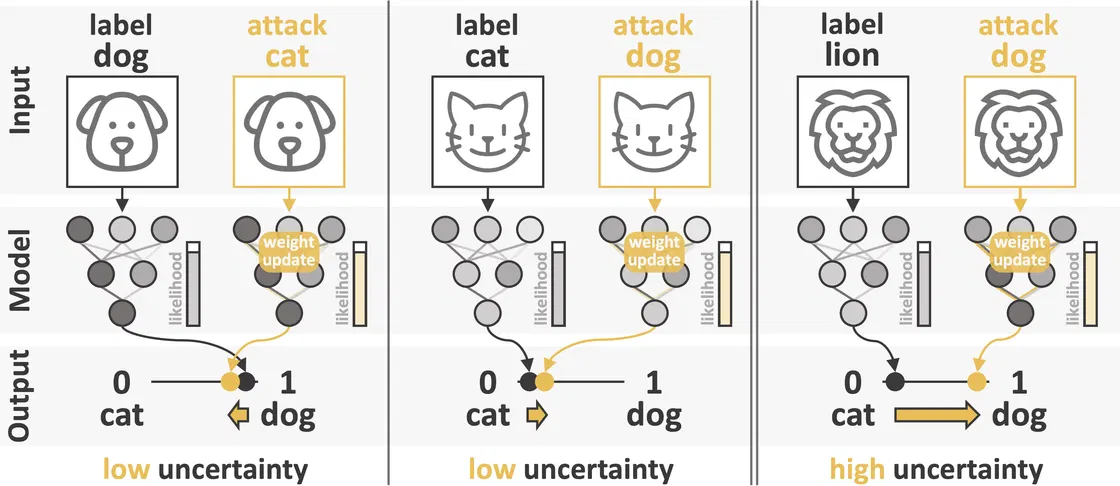 Input
label
dog
attack
cat
label
cat
attack
dog
label
lion
attack
dog
Model
weight
update
likelihood
likelihood
weight
update
likelihood
likelihood
weight
update
likelihood
likelihood
Output
0
1
cat
dog
0
1
cat
dog
0
1
cat
dog
low uncertainty
low uncertainty
high uncertainty